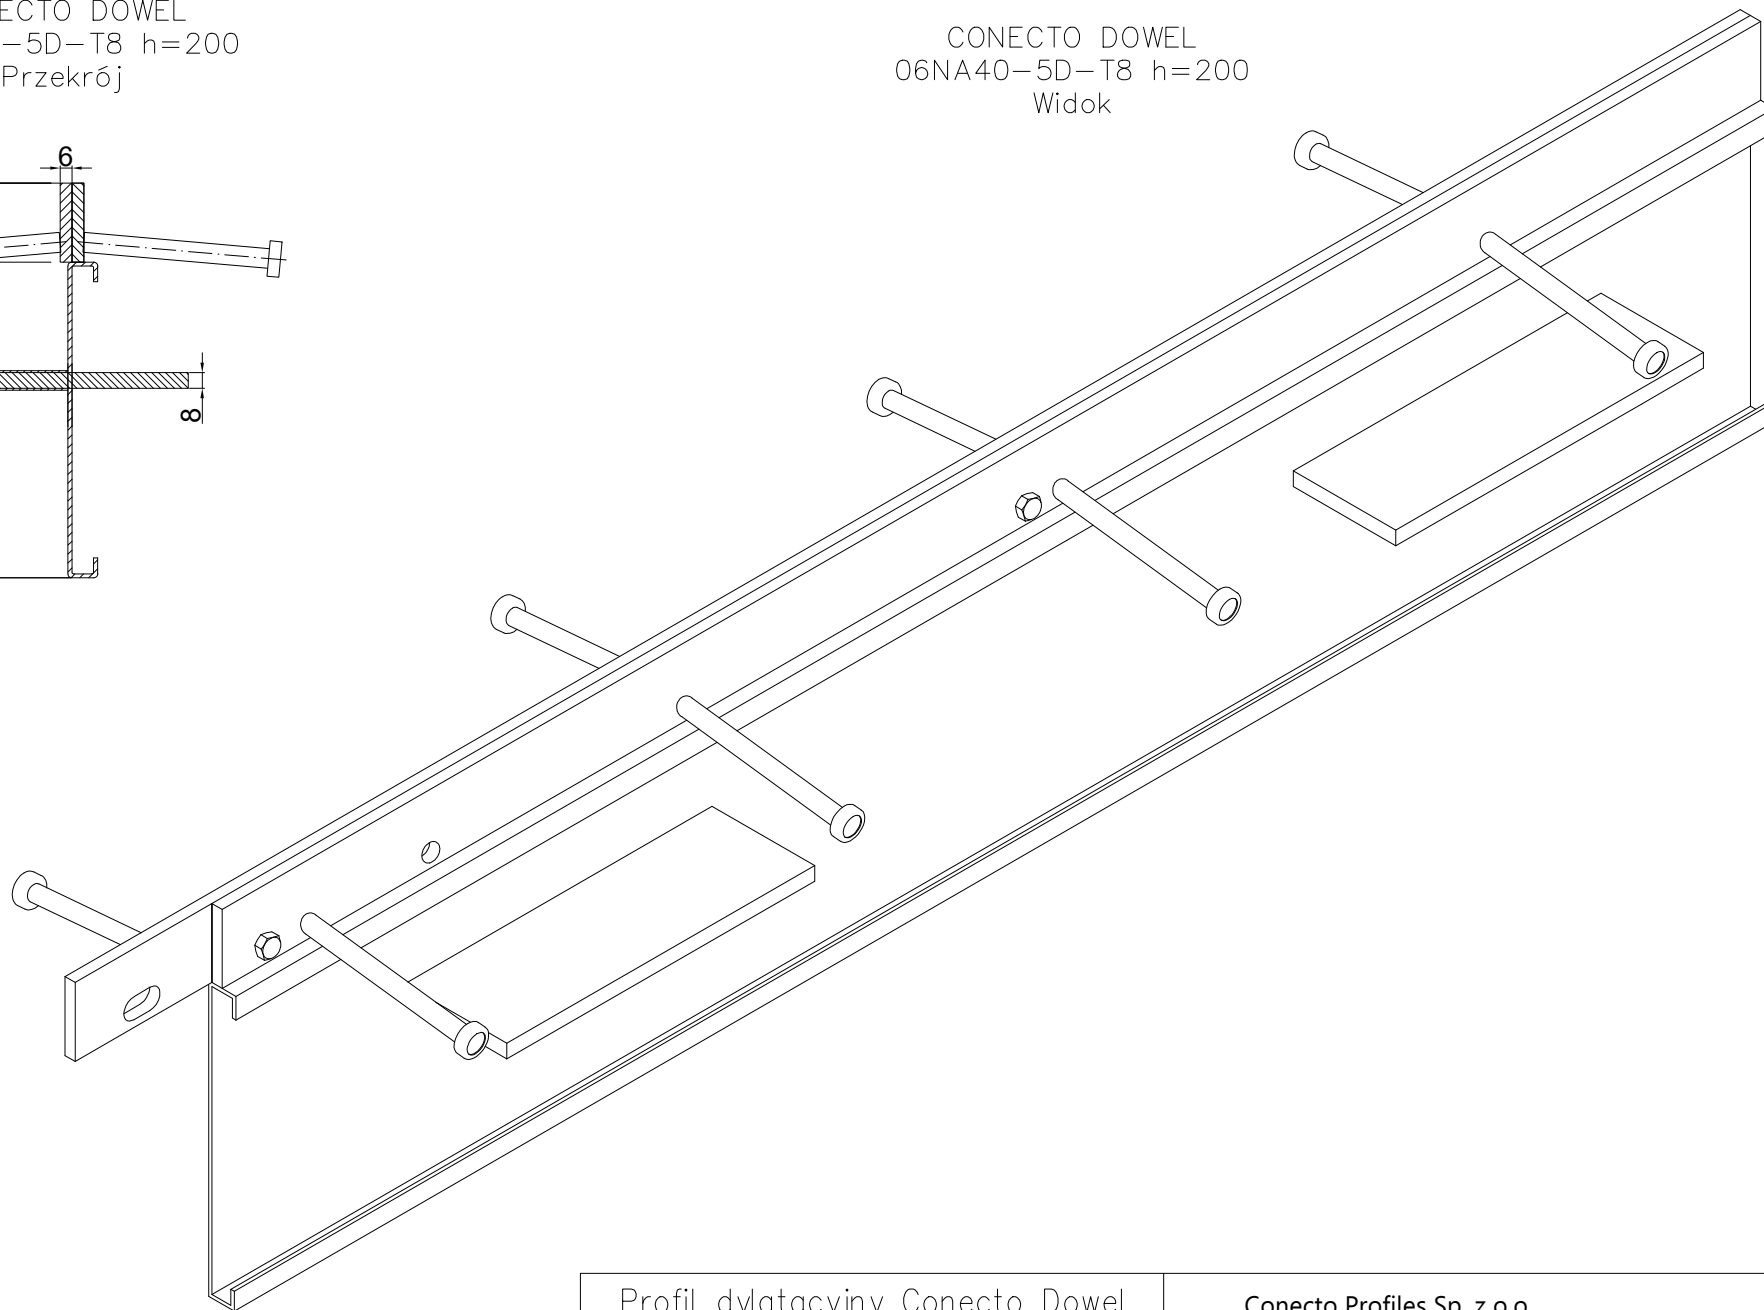 ECTO DOWEL
-5D-T8 h=200
Przekrój
6
8
CONECTO DOWEL
06NA40-5D-T8 h=200
Widok
Profil dylatacyjny Conecto Dowel
Conecto Profiles Sp. z o.o.